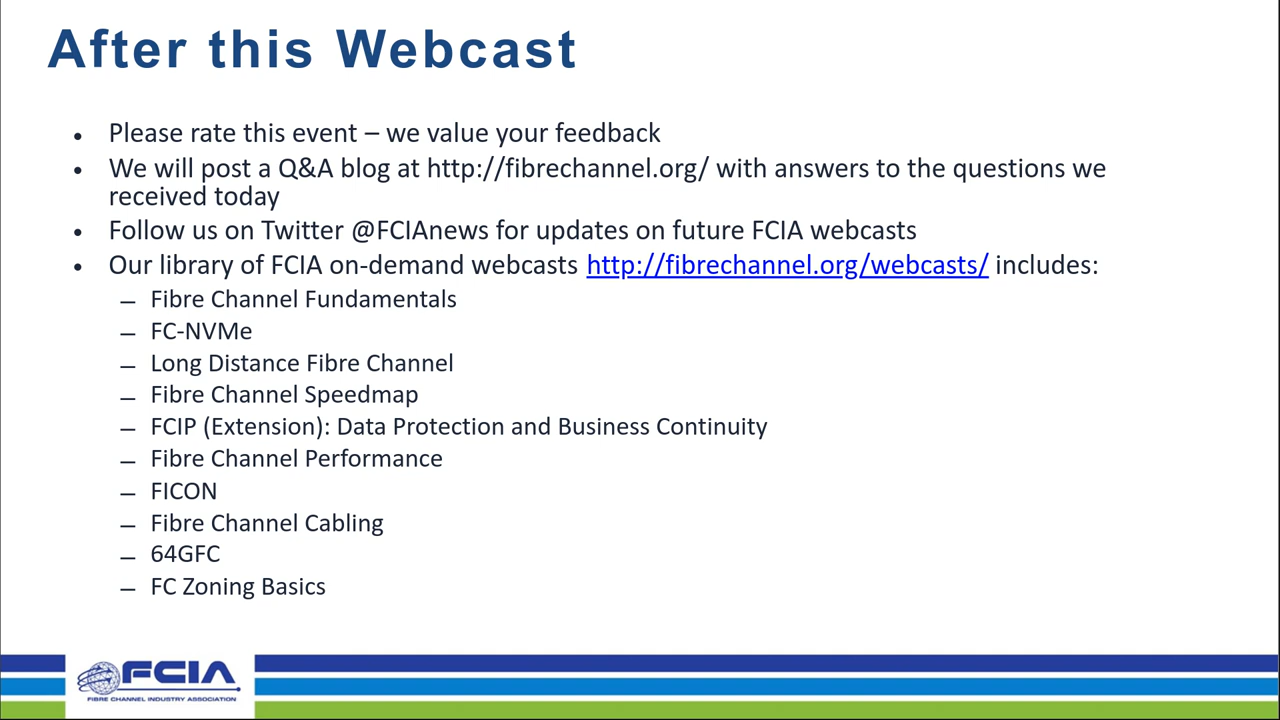 After this Webcast
• Please rate this event – we value your feedback
• We will post a Q&A blog at http://fibrechannel.org/ with answers to the questions we
received today
• Follow us on Twitter @FCIAnews for updates on future FCIA webcasts
• Our library of FCIA on-demand webcasts http://fibrechannel.org/webcasts/ includes:
– Fibre Channel Fundamentals
– FC-NVMe
– Long Distance Fibre Channel
– Fibre Channel Speedmap
– FCIP (Extension): Data Protection and Business Continuity
– Fibre Channel Performance
– FICON
– Fibre Channel Cabling
– 64GFC
– FC Zoning Basics
FCIA
FIBRE CHANNEL INDUSTRY ASSOCIATION